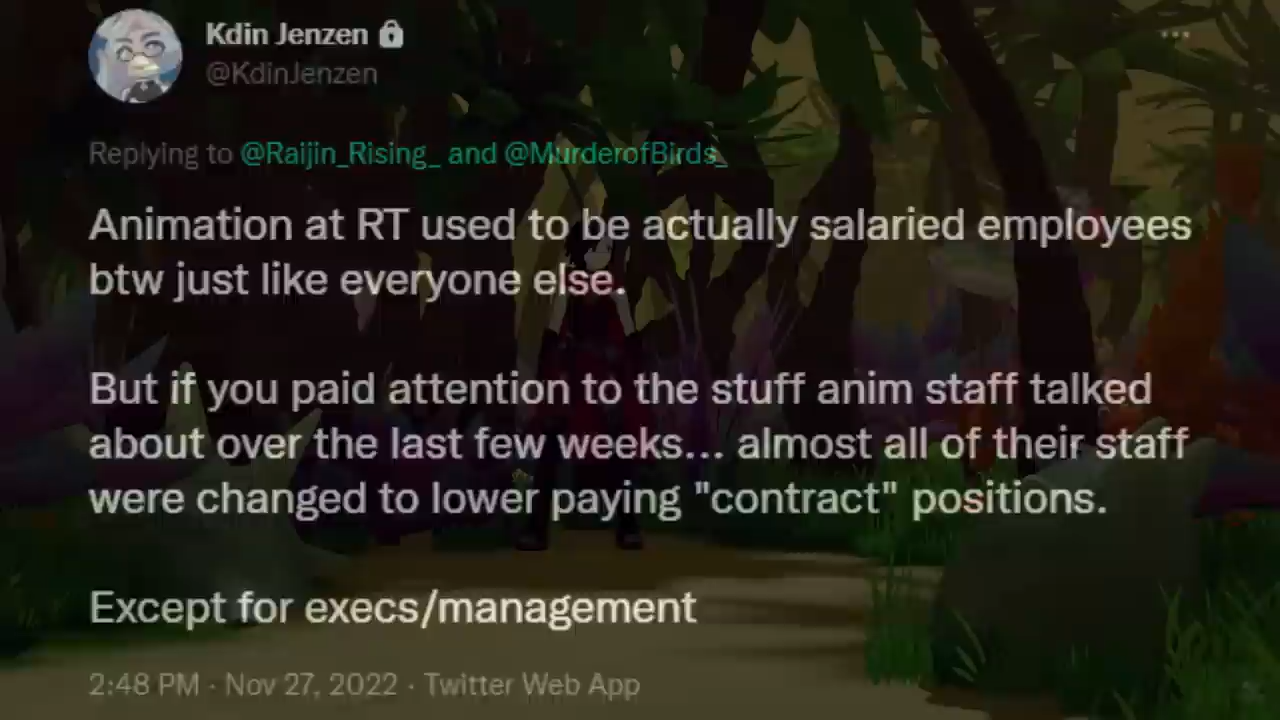 Kdin Jenzen
@KdinJenzen
Replying to @Raijin_Rising_ and @MurderofBirds_
Animation at RT used to be actually salaried employees
btw just like everyone else.
But if you paid attention to the stuff anim staff talked
about over the last few weeks... almost all of their staff
were changed to lower paying "contract" positions.
Except for execs/management
2:48 PM · Nov 27, 2022 · Twitter Web App